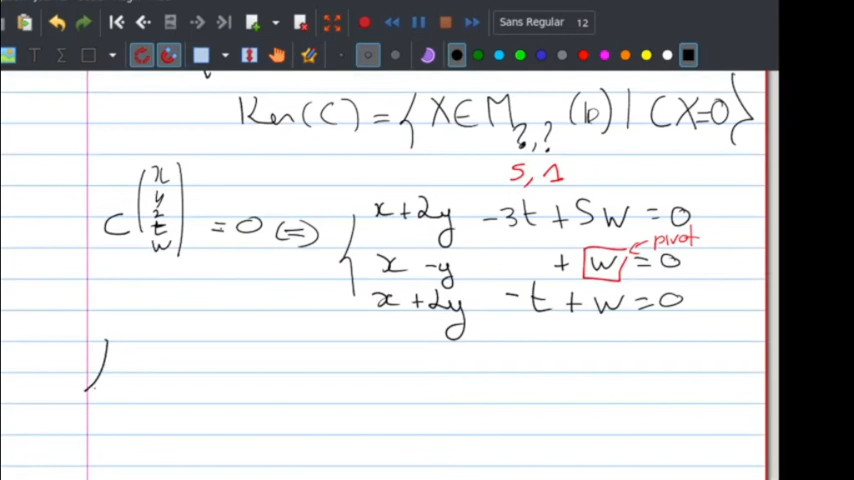 Sans Regular 12
Ker(C) = { X ∈ M?,? (b) | CX=0 }
5, 1
C (x y z t w) = 0 ⟺ { x+2y -3t + 5w = 0
pivot
x -y + w = 0
x +2y -t + w = 0